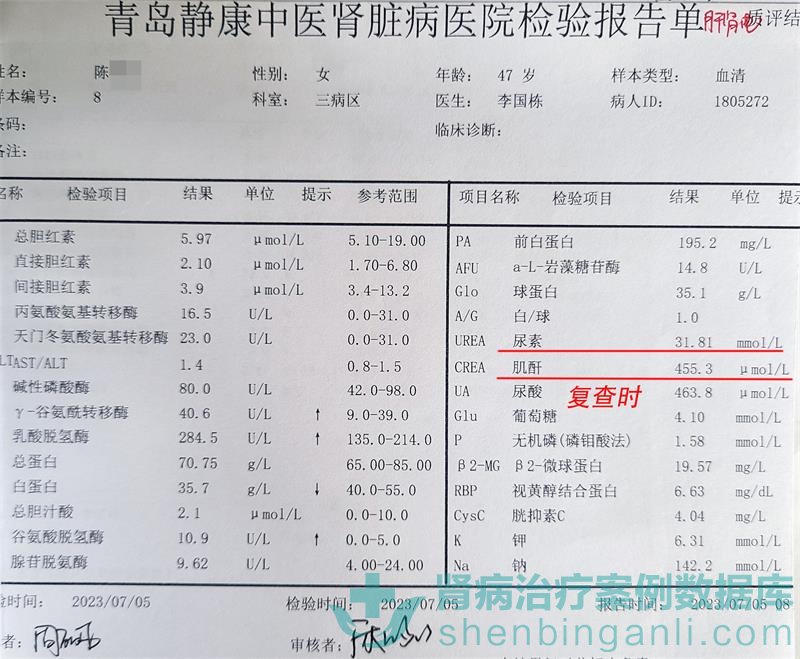 青岛静康中医肾脏病医院检验报告单 质评结
姓名： 陈 性别： 女 年龄： 47 岁 样本类型： 血清
样本编号： 8 科室： 三病区 医生： 李国栋 病人ID： 1805272
条码： 临床诊断：
备注：
名称 检验项目 结果 单位 提示 参考范围 项目名称 检验项目 结果 单位 提示
总胆红素 5.97 μmol/L 5.10-19.00 PA 前白蛋白 195.2 mg/L
直接胆红素 2.10 μmol/L 1.70-6.80 AFU a-L-岩藻糖苷酶 14.8 U/L
间接胆红素 3.9 μmol/L 3.4-13.2 Glo 球蛋白 35.1 g/L
丙氨酸氨基转移酶 16.5 U/L 0.0-31.0 A/G 白/球 1.0
天门冬氨酸氨基转移酶 23.0 U/L 0.0-31.0 UREA 尿素 31.81 mmol/L
LT AST/ALT 1.4 0.8-1.5 CREA 肌酐 455.3 μmol/L
碱性磷酸酶 80.0 U/L 42.0-98.0 UA 尿酸 复查时 463.8 μmol/L
γ-谷氨酰转移酶 40.6 U/L ↑ 9.0-39.0 Glu 葡萄糖 4.10 mmol/L
乳酸脱氢酶 284.5 U/L ↑ 135.0-214.0 P 无机磷(磷钼酸法) 1.58 mmol/L
总蛋白 70.75 g/L 65.00-85.00 β2-MG β2-微球蛋白 19.57 mg/L
白蛋白 35.7 g/L ↓ 40.0-55.0 RBP 视黄醇结合蛋白 6.63 mg/dL
总胆汁酸 2.1 μmol/L 0.0-10.0 CysC 胱抑素C 4.04 mg/L
谷氨酸脱氢酶 10.9 U/L ↑ 0.0-5.0 K 钾 6.31 mmol/L
腺苷脱氨酶 9.62 U/L 4.00-24.00 Na 钠 142.2 mmol/L
验时间： 2023/07/05 检验时间： 2023/07/05 报告时间： 2023/07/05 08
者： 审核者：
肾病治疗案例数据库
shenbinganli.com